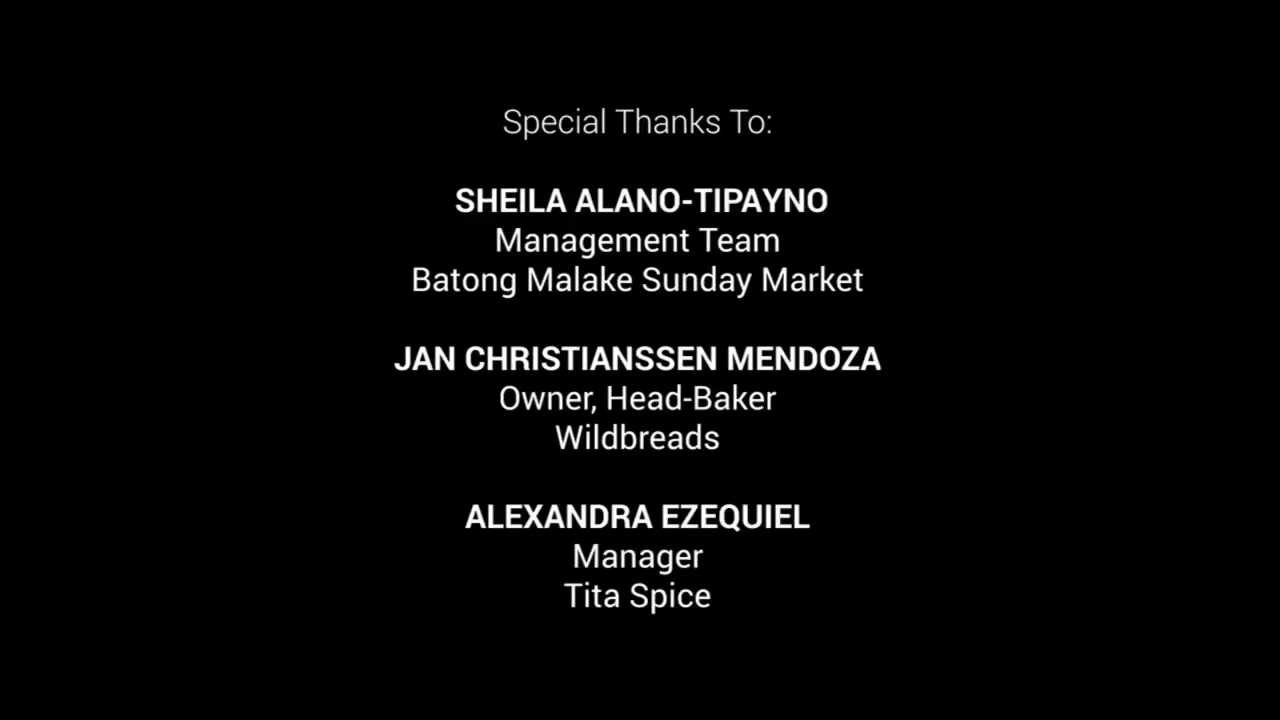 Special Thanks To:
SHEILA ALANO-TIPAYNO
Management Team
Batong Malake Sunday Market
JAN CHRISTIANSSEN MENDOZA
Owner, Head-Baker
Wildbreads
ALEXANDRA EZEQUIEL
Manager
Tita Spice